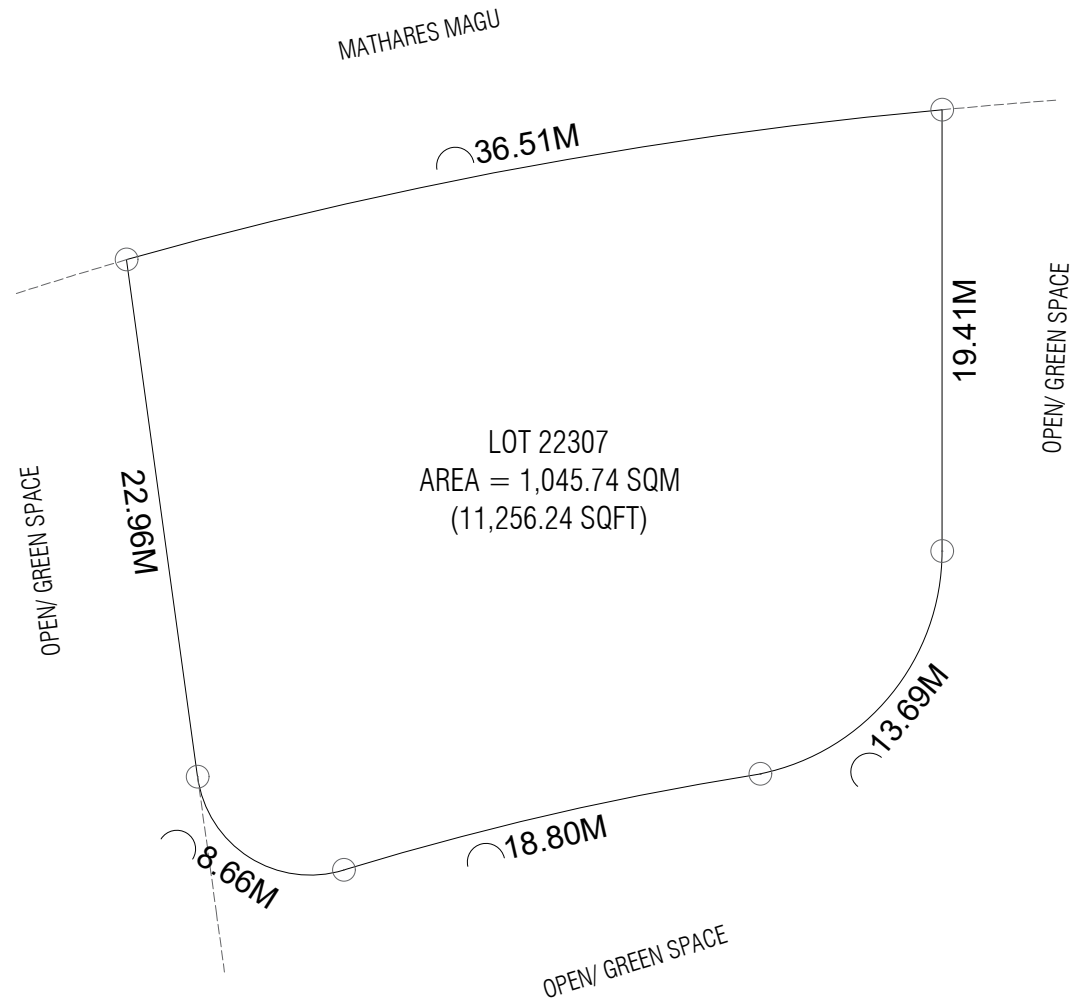 MATHARES MAGU
36.51M
19.41M
OPEN/ GREEN SPACE
LOT 22307
AREA = 1,045.74 SQM
(11,256.24 SQFT)
22.96M
OPEN/ GREEN SPACE
13.69M
18.80M
8.66M
OPEN/ GREEN SPACE